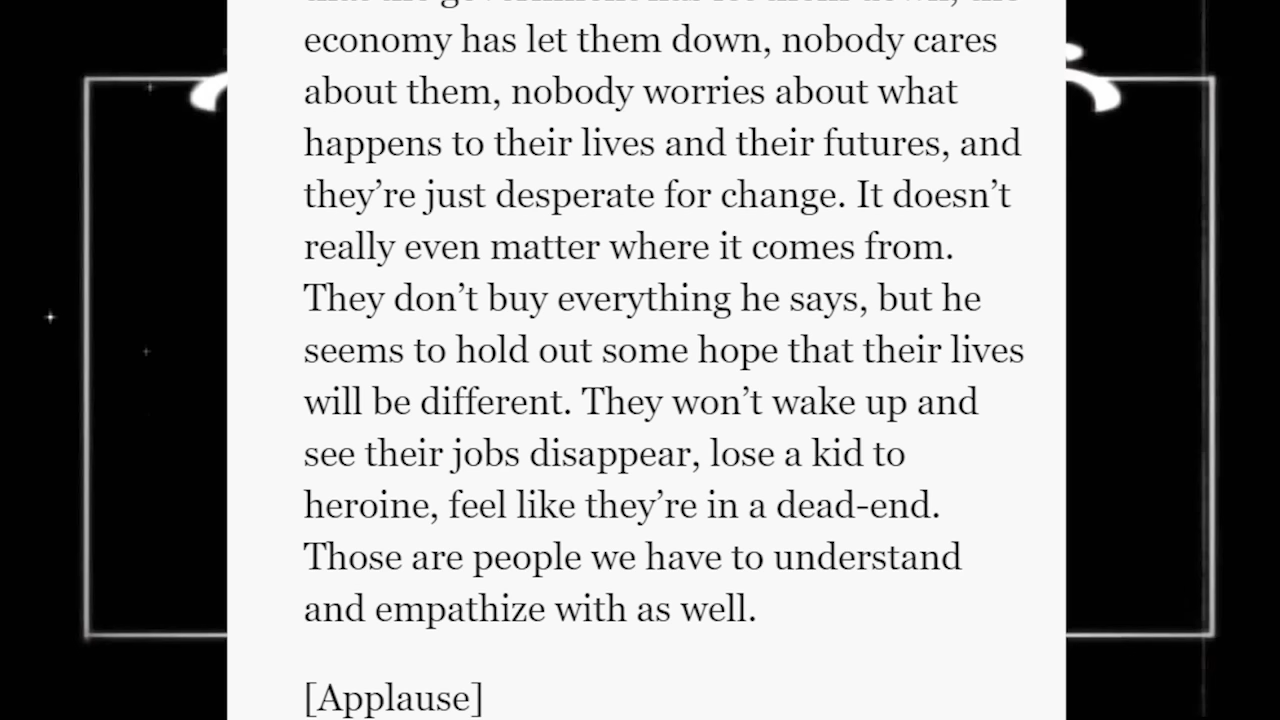 economy has let them down, nobody cares
about them, nobody worries about what
happens to their lives and their futures, and
they’re just desperate for change. It doesn’t
really even matter where it comes from.
They don’t buy everything he says, but he
seems to hold out some hope that their lives
will be different. They won’t wake up and
see their jobs disappear, lose a kid to
heroine, feel like they’re in a dead-end.
Those are people we have to understand
and empathize with as well.
[Applause]